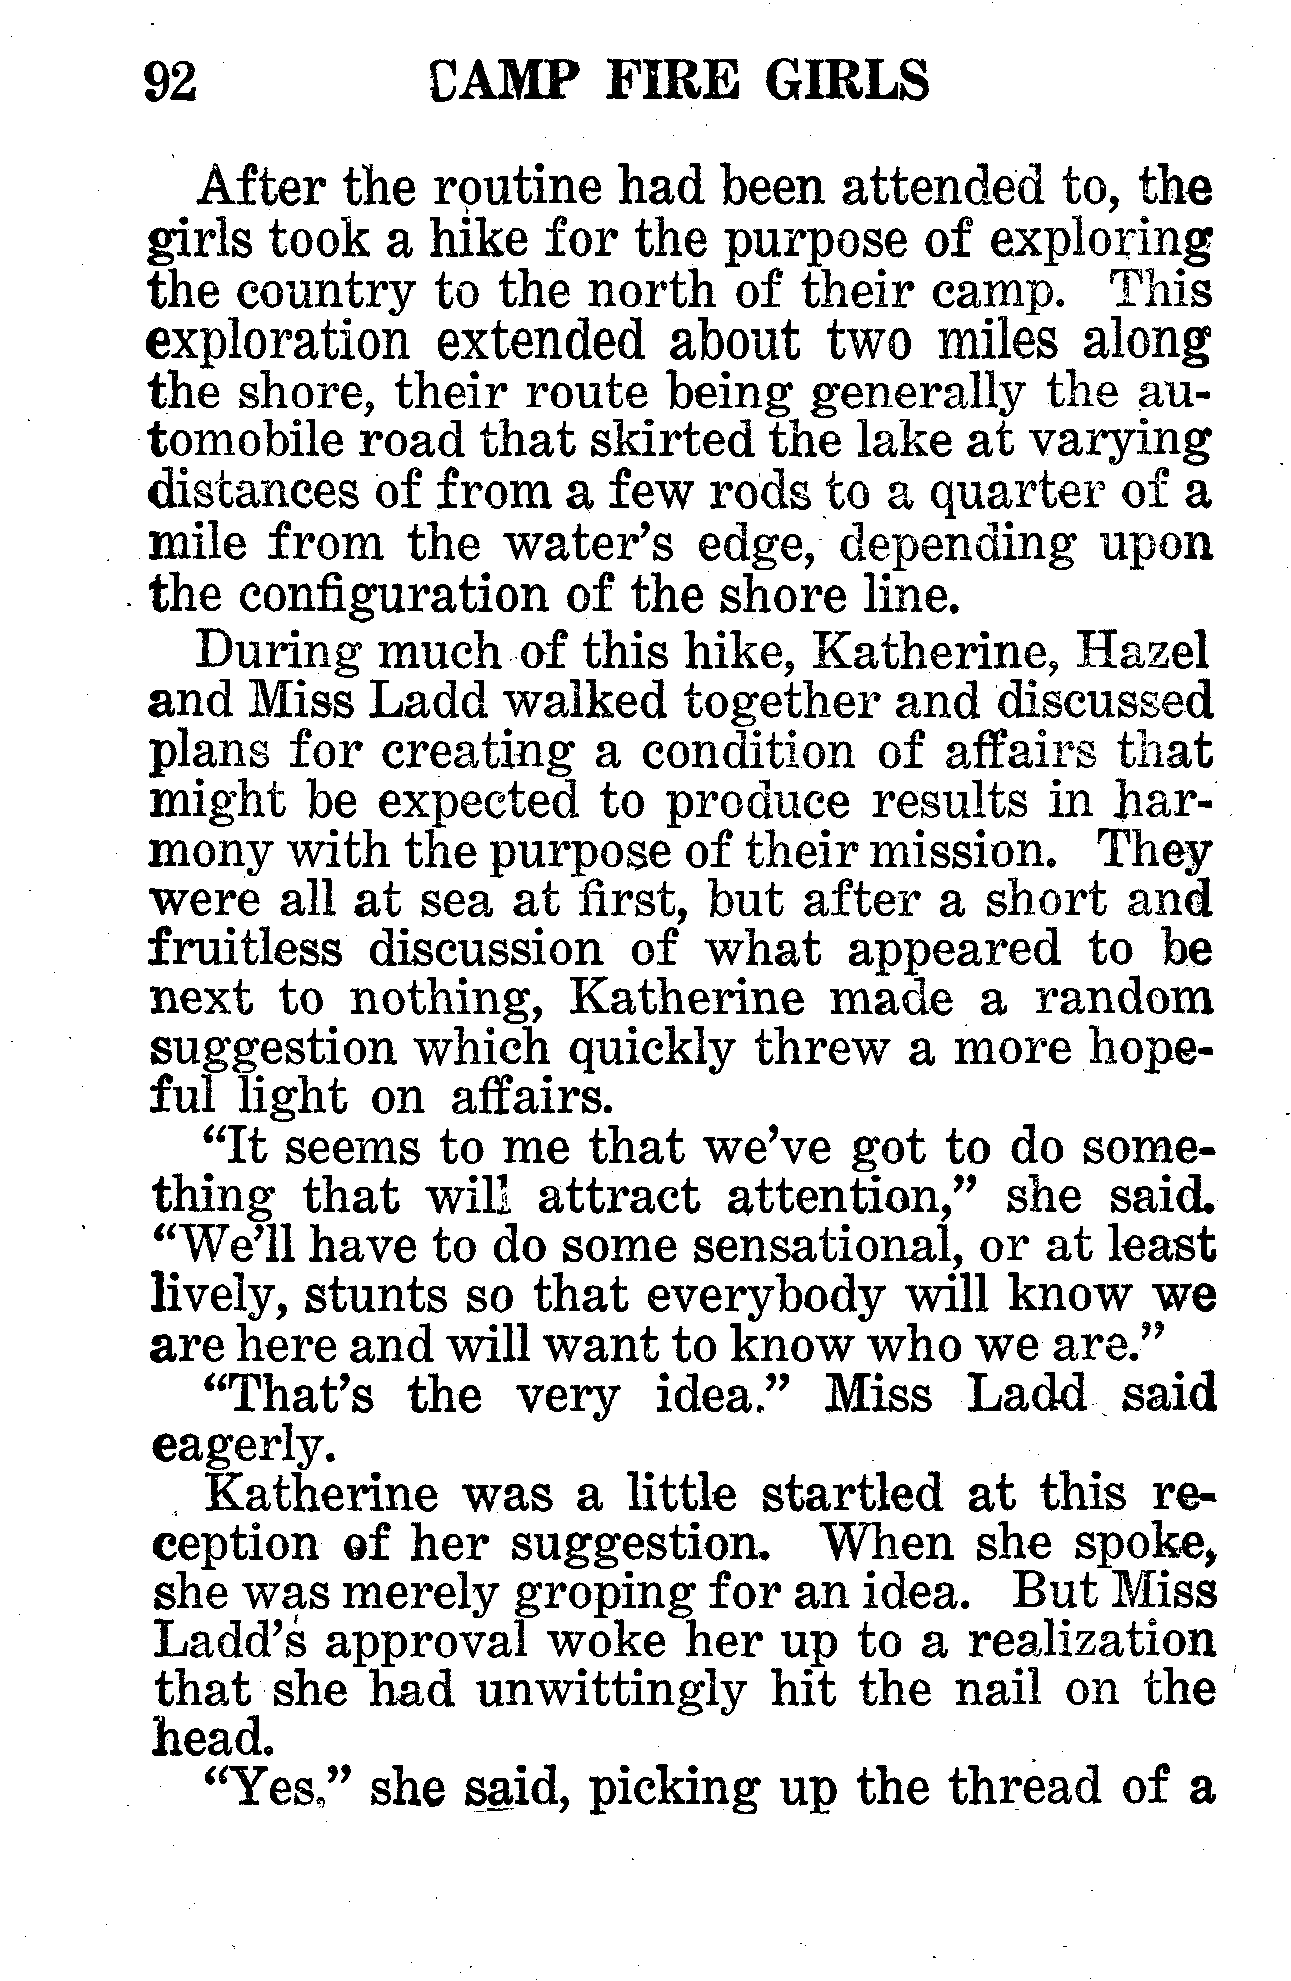 92 CAMP FIRE GIRLS
After the routine had been attended to, the
girls took a hike for the purpose of exploring
the country to the north of their camp. This
exploration extended about two miles along
the shore, their route being generally the au-
tomobile road that skirted the lake at varying
distances of from a few rods to a quarter of a
mile from the water's edge, depending upon
the configuration of the shore line.
During much of this hike, Katherine, Hazel
and Miss Ladd walked together and discussed
plans for creating a condition of affairs that
might be expected to produce results in har-
mony with the purpose of their mission. They
were all at sea at first, but after a short and
fruitless discussion of what appeared to be
next to nothing, Katherine made a random
suggestion which quickly threw a more hope-
ful light on affairs.
“It seems to me that we've got to do some-
thing that will attract attention,” she said.
“We'll have to do some sensational, or at least
lively, stunts so that everybody will know we
are here and will want to know who we are.”
“That's the very idea.” Miss Ladd said
eagerly.
Katherine was a little startled at this re-
ception of her suggestion. When she spoke,
she was merely groping for an idea. But Miss
Ladd's approval woke her up to a realization
that she had unwittingly hit the nail on the
head.
“Yes,” she said, picking up the thread of a